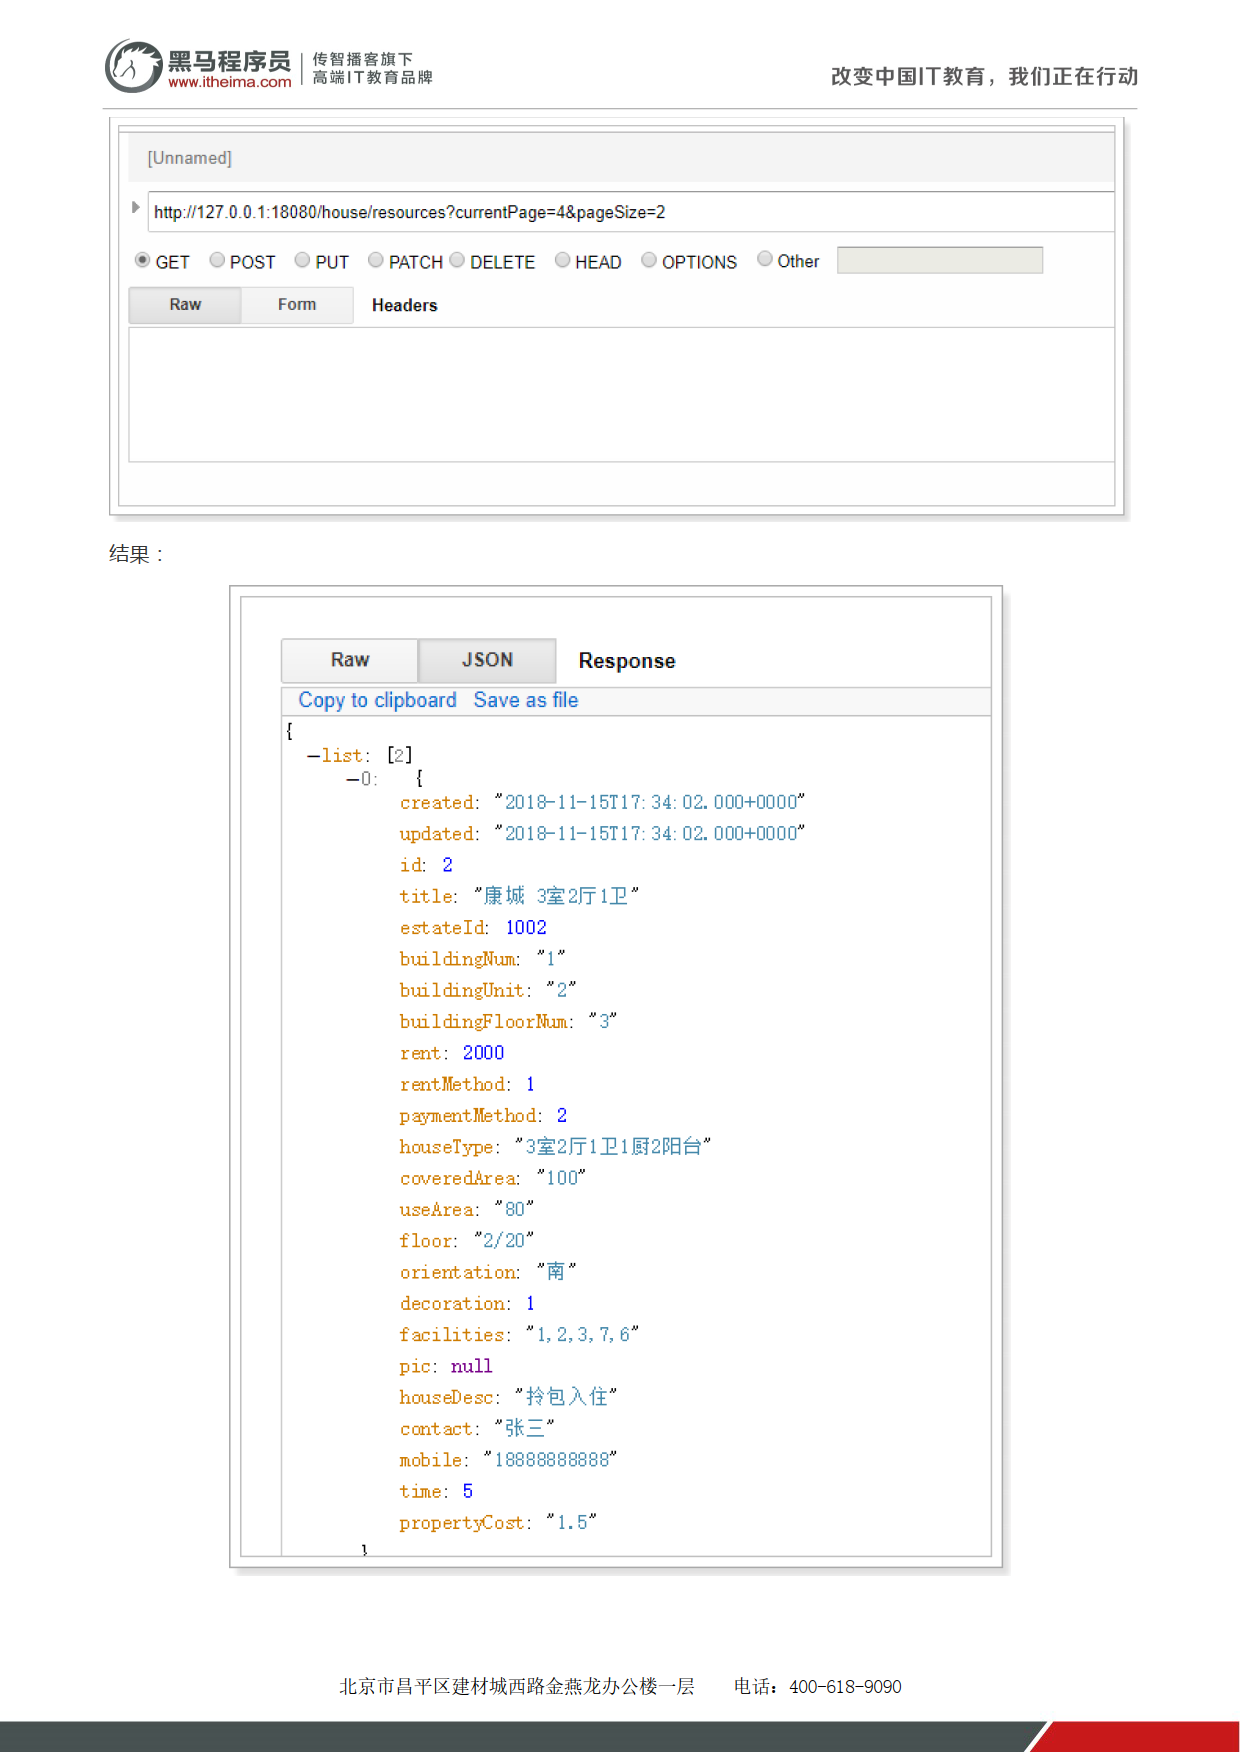 黑马程序员
www.itheima.com
传智播客旗下
高端IT教育品牌
改变中国IT教育，我们正在行动
[Unnamed]
http://127.0.0.1:18080/house/resources?currentPage=4&pageSize=2
GET POST PUT PATCH DELETE HEAD OPTIONS Other
Raw Form Headers
结果：
Raw JSON Response
Copy to clipboard Save as file
{
−list: [2]
−0: {
created: "2018-11-15T17:34:02.000+0000"
updated: "2018-11-15T17:34:02.000+0000"
id: 2
title: "康城 3室2厅1卫"
estateId: 1002
buildingNum: "1"
buildingUnit: "2"
buildingFloorNum: "3"
rent: 2000
rentMethod: 1
paymentMethod: 2
houseType: "3室2厅1卫1厨2阳台"
coveredArea: "100"
useArea: "80"
floor: "2/20"
orientation: "南"
decoration: 1
facilities: "1,2,3,7,6"
pic: null
houseDesc: "拎包入住"
contact: "张三"
mobile: "18888888888"
time: 5
propertyCost: "1.5"
}
北京市昌平区建材城西路金燕龙办公楼一层 电话：400-618-9090